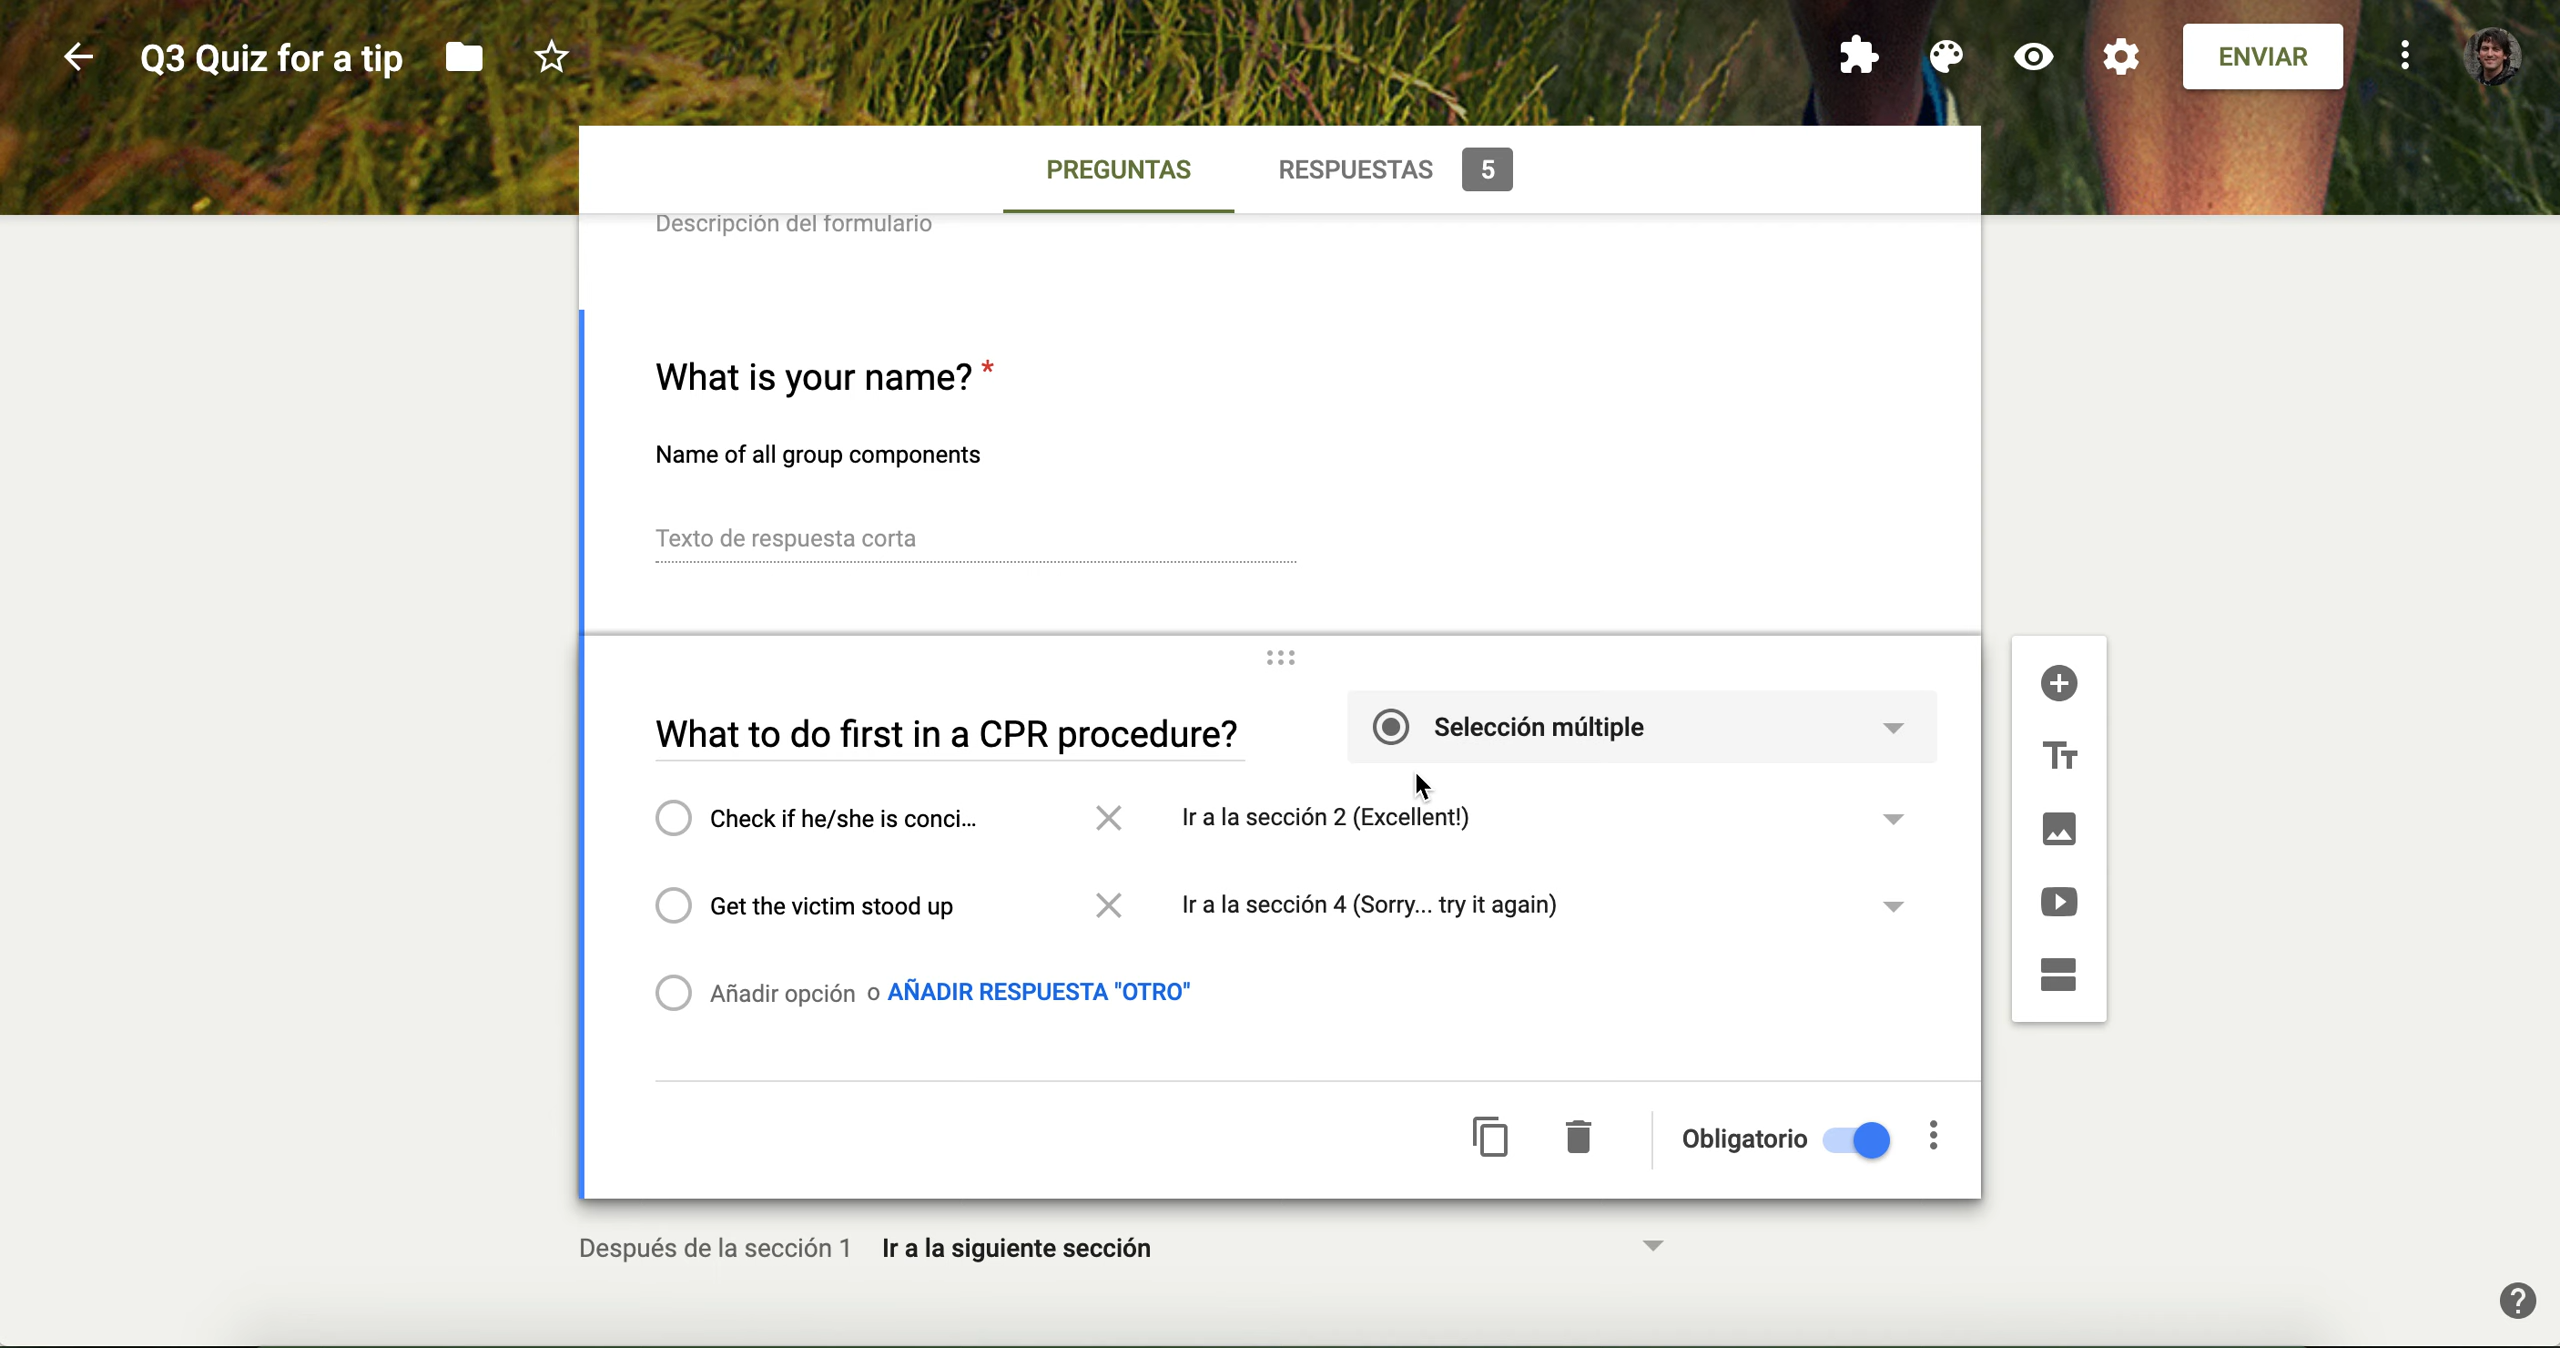 Q3 Quiz for a tip
ENVIAR
PREGUNTAS
RESPUESTAS 5
Descripción del formulario
What is your name? *
Name of all group components
Texto de respuesta corta
What to do first in a CPR procedure?
Selección múltiple
Check if he/she is conci...
Ir a la sección 2 (Excellent!)
Get the victim stood up
Ir a la sección 4 (Sorry... try it again)
Añadir opción o AÑADIR RESPUESTA "OTRO"
Obligatorio
Después de la sección 1 Ir a la siguiente sección